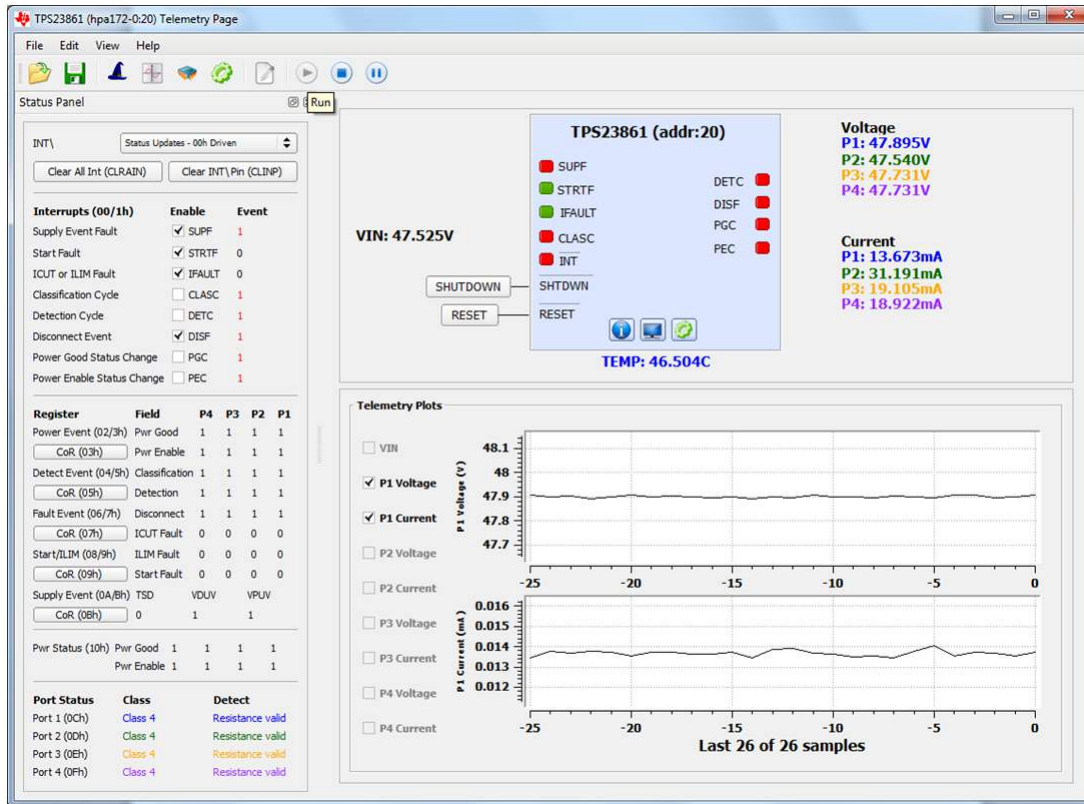 TPS23861 (hpa172-0:20) Telemetry Page
File Edit View Help
Status Panel
Run
INT\ Status Updates - 00h Driven
Clear All Int (CLRAIN) Clear INT\ Pin (CLINP)
Interrupts (00/1h) Enable Event
Supply Event Fault SUPF 1
Start Fault STRTF 0
ICUT or ILIM Fault IFAULT 0
Classification Cycle CLASC 1
Detection Cycle DETC 1
Disconnect Event DISF 1
Power Good Status Change PGC 1
Power Enable Status Change PEC 1
Register Field P4 P3 P2 P1
Power Event (02/3h) Pwr Good 1 1 1 1
CoR (03h) Pwr Enable 1 1 1 1
Detect Event (04/5h) Classification 1 1 1 1
CoR (05h) Detection 1 1 1 1
Fault Event (06/7h) Disconnect 1 1 1 1
CoR (07h) ICUT Fault 0 0 0 0
Start/ILIM (08/9h) ILIM Fault 0 0 0 0
CoR (09h) Start Fault 0 0 0 0
Supply Event (0A/Bh) TSD VDUV VPUV
CoR (0Bh) 0 1 1
Pwr Status (10h) Pwr Good 1 1 1 1
Pwr Enable 1 1 1 1
Port Status Class Detect
Port 1 (0Ch) Class 4 Resistance valid
Port 2 (0Dh) Class 4 Resistance valid
Port 3 (0Eh) Class 4 Resistance valid
Port 4 (0Fh) Class 4 Resistance valid
VIN: 47.525V
SHUTDOWN
RESET
TPS23861 (addr:20)
SUPF
STRTF
IFAULT
CLASC
INT
SHTDWN
RESET
DETC
DISF
PGC
PEC
TEMP: 46.504C
Voltage
P1: 47.895V
P2: 47.540V
P3: 47.731V
P4: 47.731V
Current
P1: 13.673mA
P2: 31.191mA
P3: 19.105mA
P4: 18.922mA
Telemetry Plots
VIN
P1 Voltage
P1 Current
P2 Voltage
P2 Current
P3 Voltage
P3 Current
P4 Voltage
P4 Current
P1 Voltage (V)
48.1
48
47.9
47.8
47.7
-25 -20 -15 -10 -5 0
P1 Current (mA)
0.016
0.015
0.014
0.013
0.012
-25 -20 -15 -10 -5 0
Last 26 of 26 samples